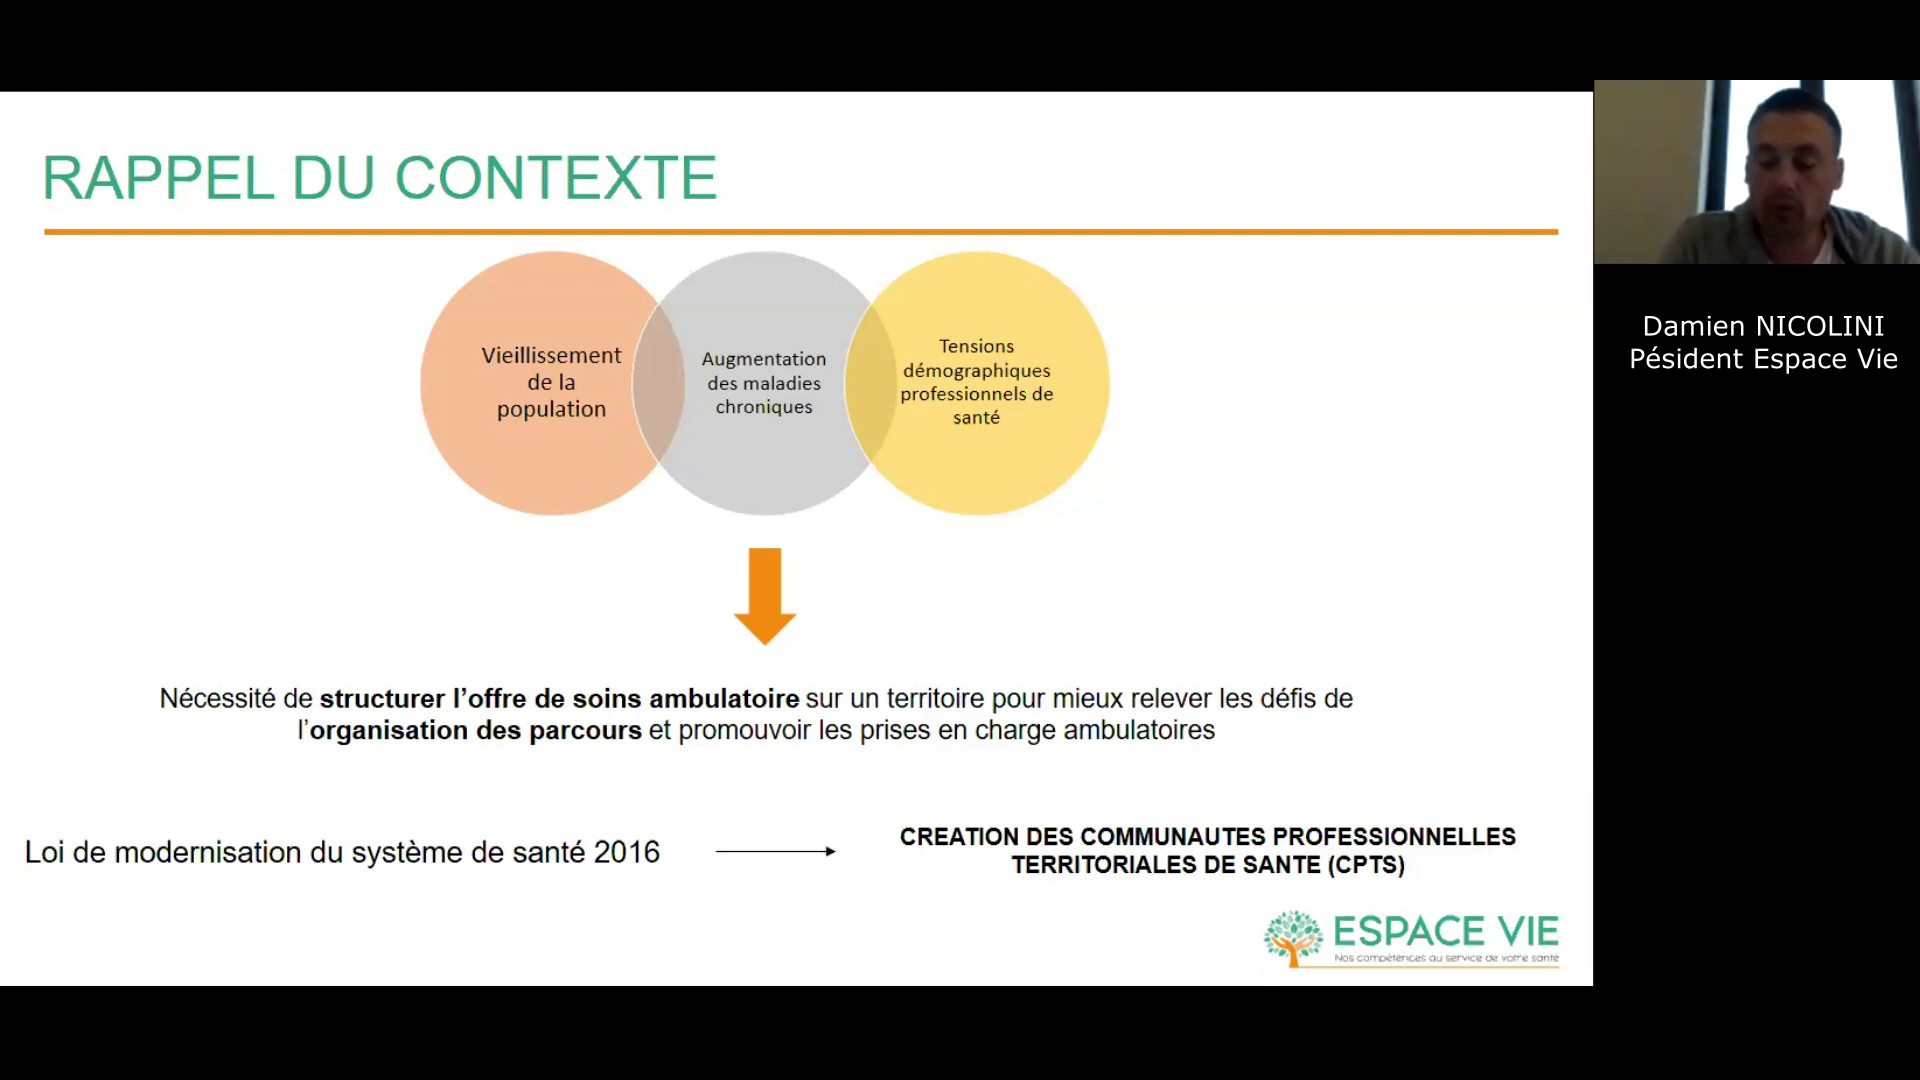 RAPPEL DU CONTEXTE
Vieillissement
de la
population
Augmentation
des maladies
chroniques
Tensions
démographiques
professionnels de
santé
Nécessité de structurer l’offre de soins ambulatoire sur un territoire pour mieux relever les défis de
l’organisation des parcours et promouvoir les prises en charge ambulatoires
Loi de modernisation du système de santé 2016
CREATION DES COMMUNAUTES PROFESSIONNELLES
TERRITORIALES DE SANTE (CPTS)
ESPACE VIE
Nos compétences au service de votre santé
Damien NICOLINI
Pésident Espace Vie